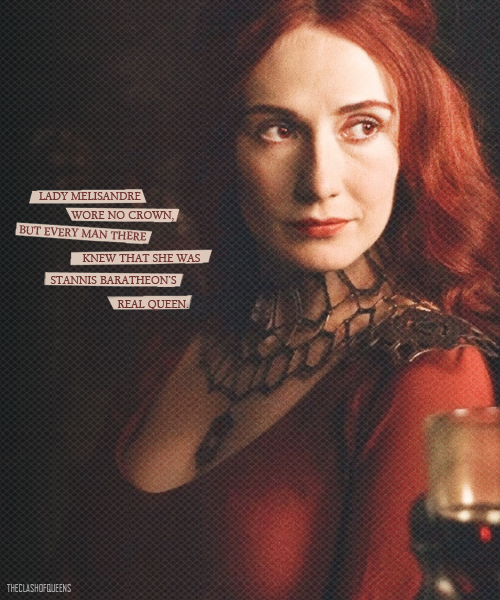 LADY MELISANDRE
WORE NO CROWN,
BUT EVERY MAN THERE
KNEW THAT SHE WAS
STANNIS BARATHEON'S
REAL QUEEN.
THECLASHOFQUEENS